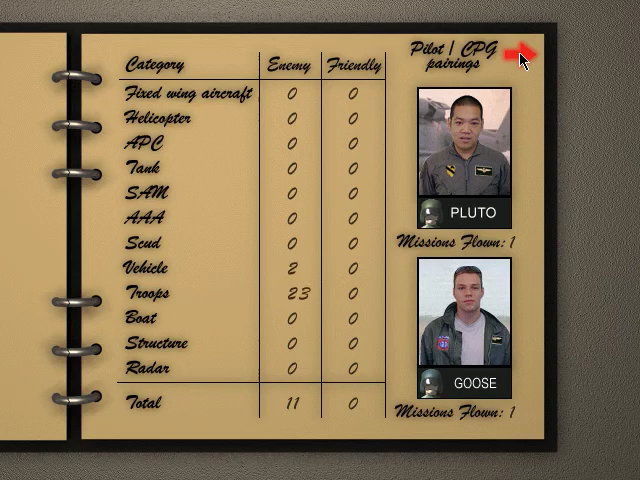 Category Enemy Friendly
Fixed wing aircraft 0 0
Helicopter 0 0
APC 0 0
Tank 0 0
SAM 0 0
AAA 0 0
Scud 0 0
Vehicle 2 0
Troops 23 0
Boat 0 0
Structure 0 0
Radar 0 0
Total 11 0
Pilot / CPG
pairings
PLUTO
Missions Flown: 1
GOOSE
Missions Flown: 1